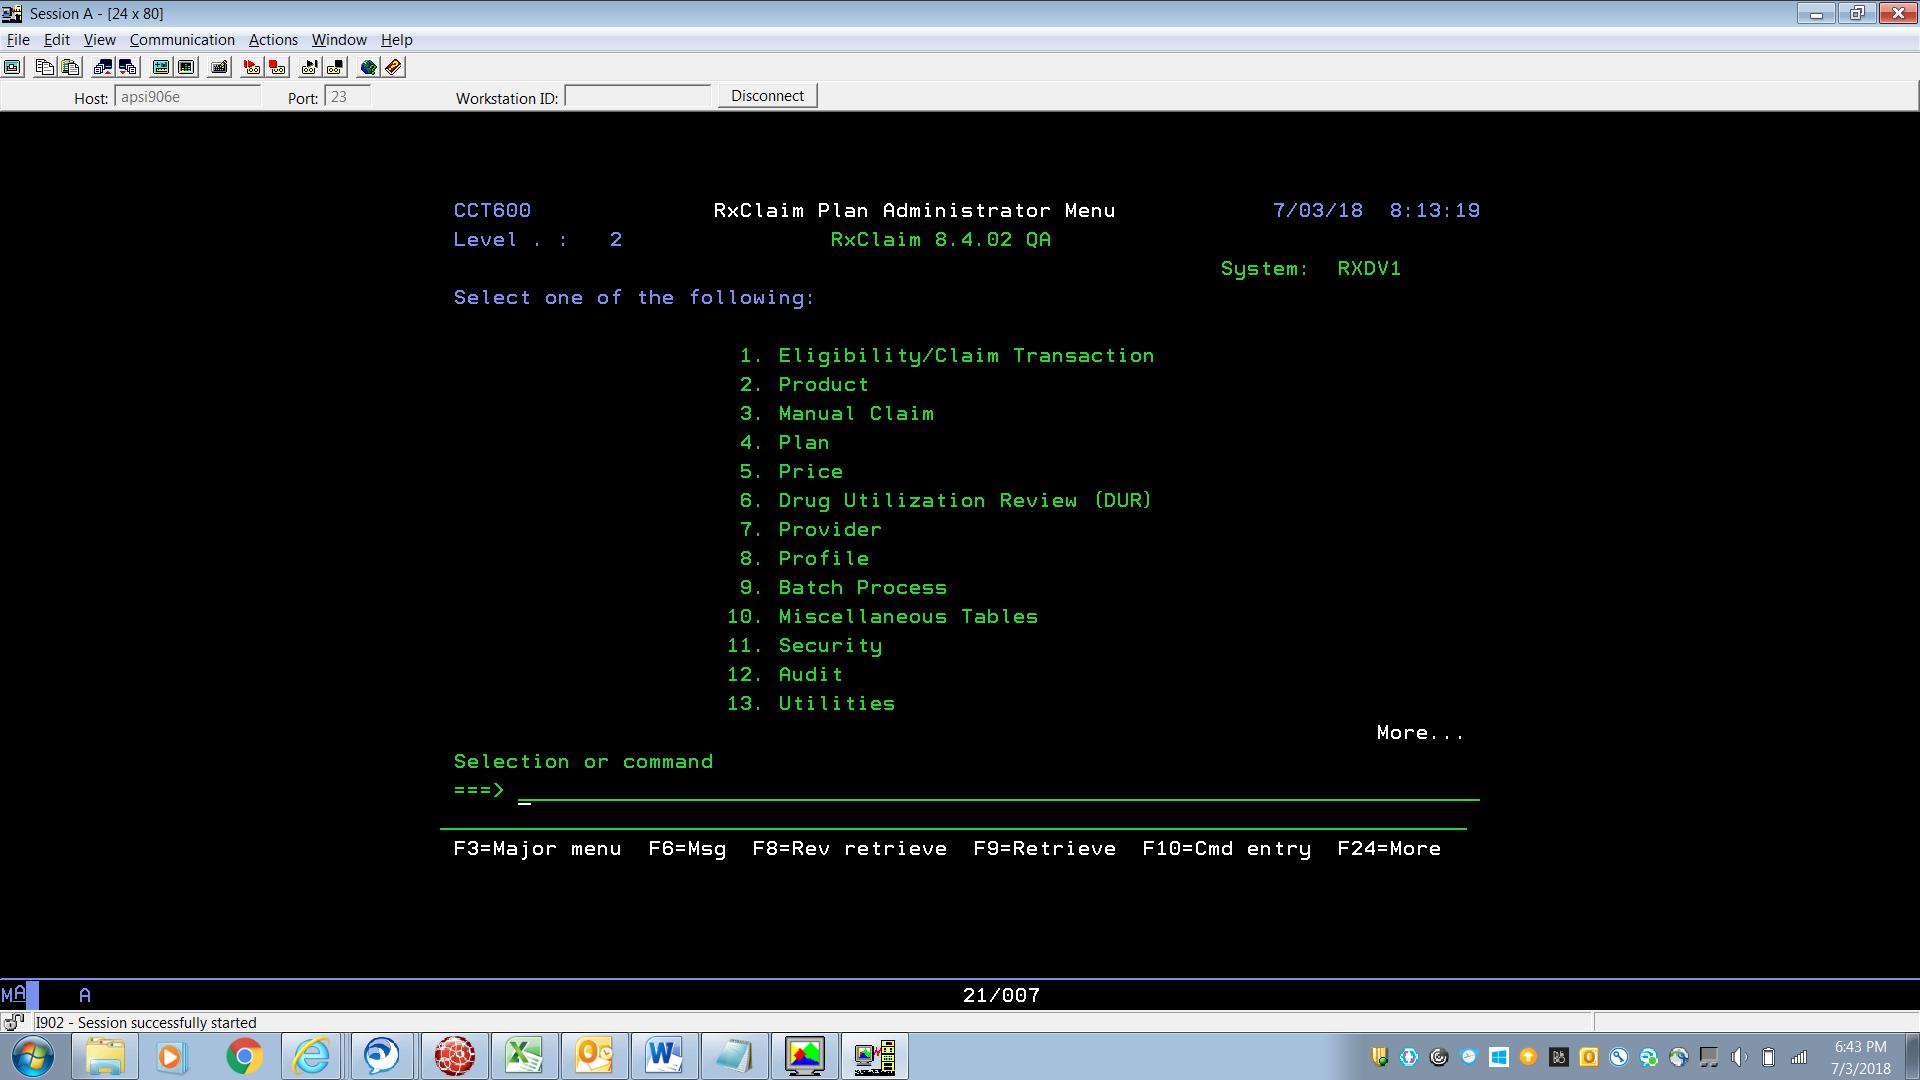 Session A - [24 x 80]
File Edit View Communication Actions Window Help
Host: apsi906e Port: 23 Workstation ID: Disconnect
CCT600 RxClaim Plan Administrator Menu 7/03/18 8:13:19
Level . : 2 RxClaim 8.4.02 QA
System: RXDV1
Select one of the following:
1. Eligibility/Claim Transaction
2. Product
3. Manual Claim
4. Plan
5. Price
6. Drug Utilization Review (DUR)
7. Provider
8. Profile
9. Batch Process
10. Miscellaneous Tables
11. Security
12. Audit
13. Utilities
More...
Selection or command
===>
F3=Major menu F6=Msg F8=Rev retrieve F9=Retrieve F10=Cmd entry F24=More
MA A 21/007
I902 - Session successfully started
6:43 PM
7/3/2018